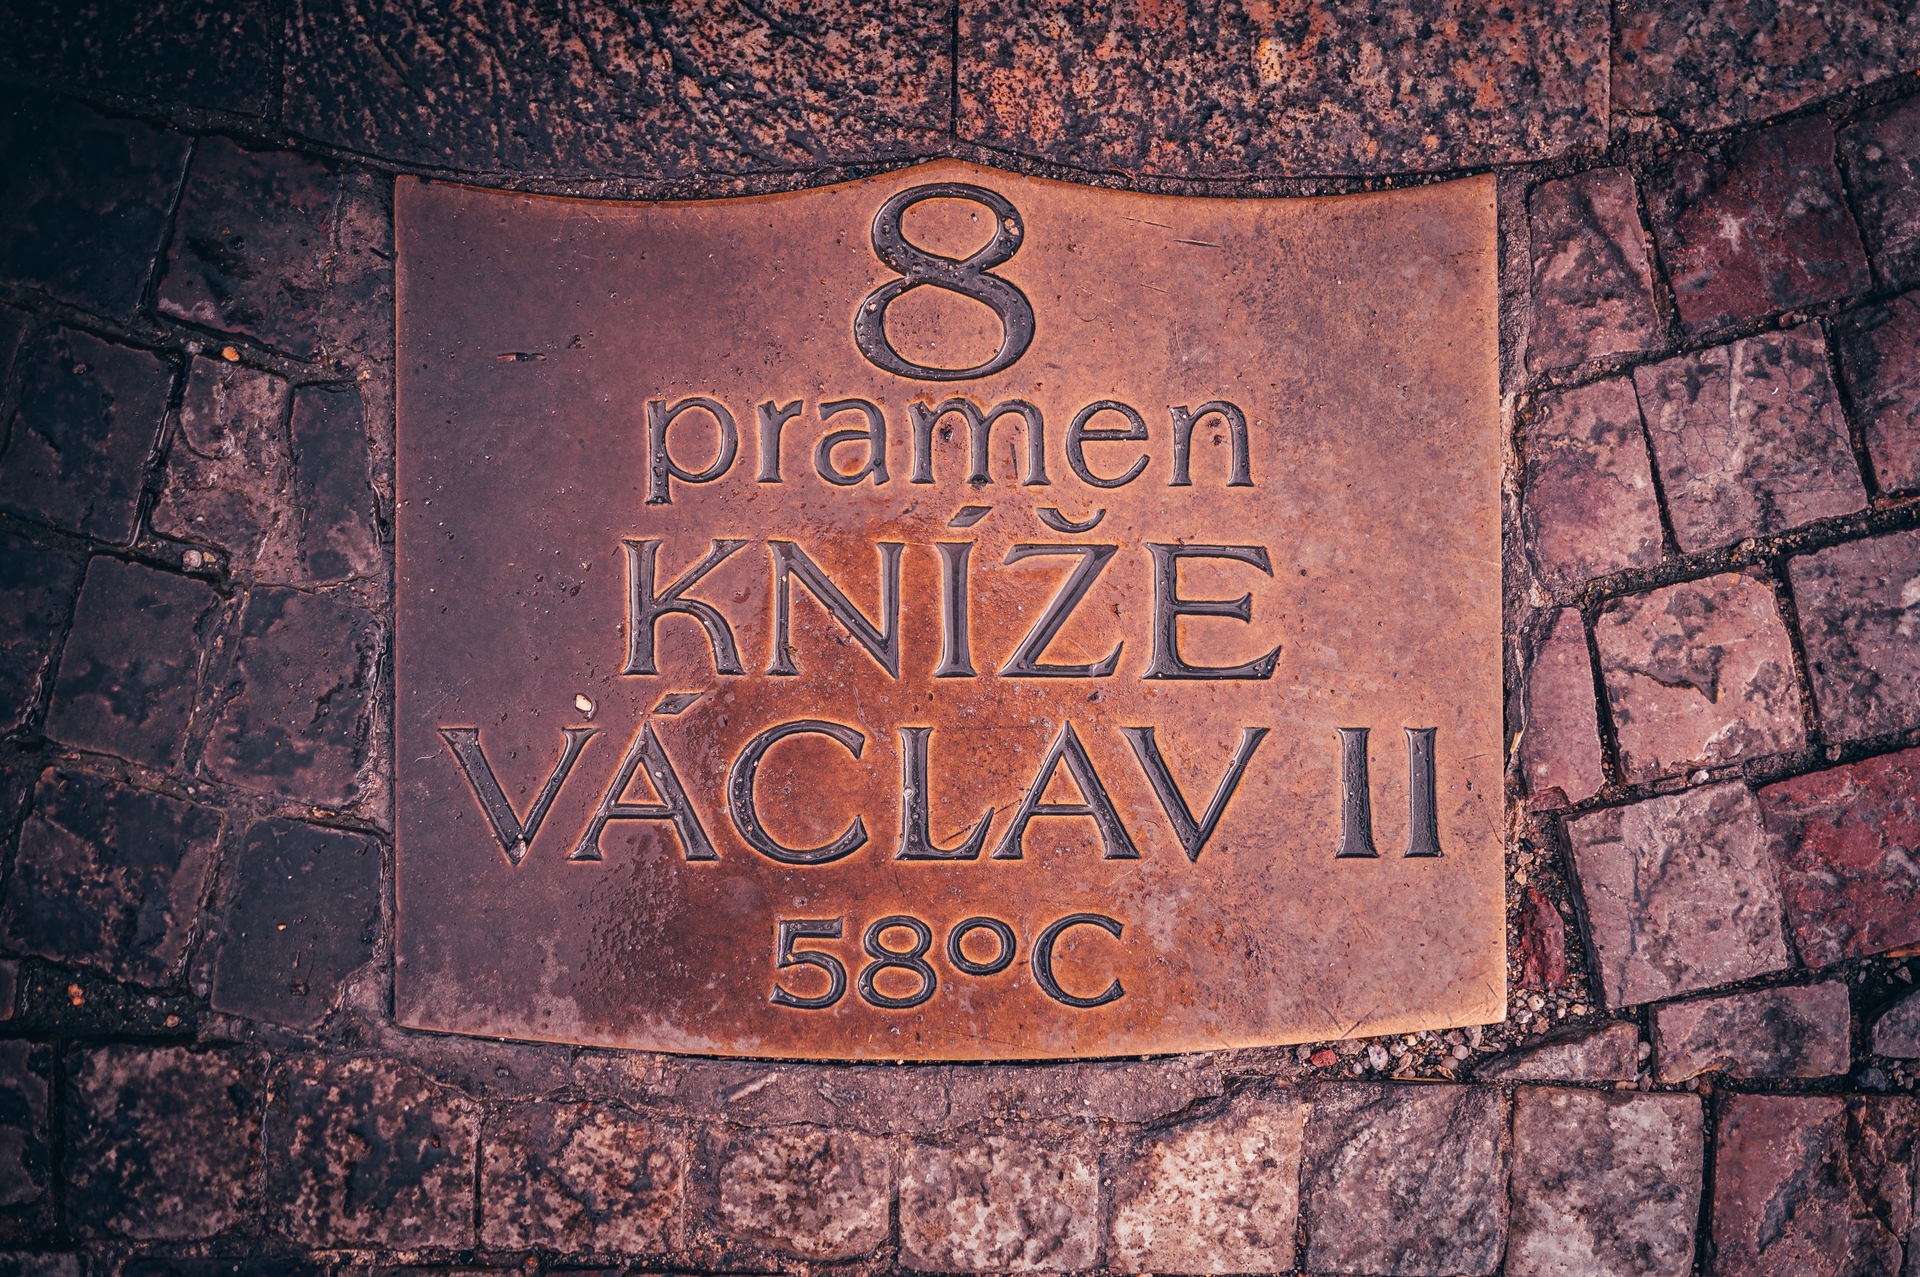 8
pramen
KNÍŽE
VÁCLAV II
58°C